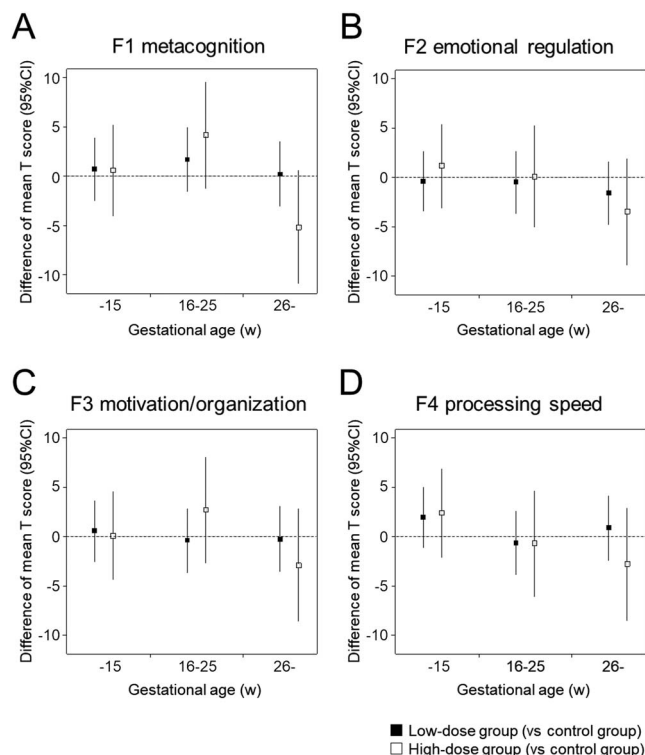 A
F1 metacognition
Difference of mean T score (95%CI)
10
5
0
-5
-10
-15
16-25
26-
Gestational age (w)
B
F2 emotional regulation
Difference of mean T score (95%CI)
10
5
0
-5
-10
-15
16-25
26-
Gestational age (w)
C
F3 motivation/organization
Difference of mean T score (95%CI)
10
5
0
-5
-10
-15
16-25
26-
Gestational age (w)
D
F4 processing speed
Difference of mean T score (95%CI)
10
5
0
-5
-10
-15
16-25
26-
Gestational age (w)
Low-dose group (vs control group)
High-dose group (vs control group)